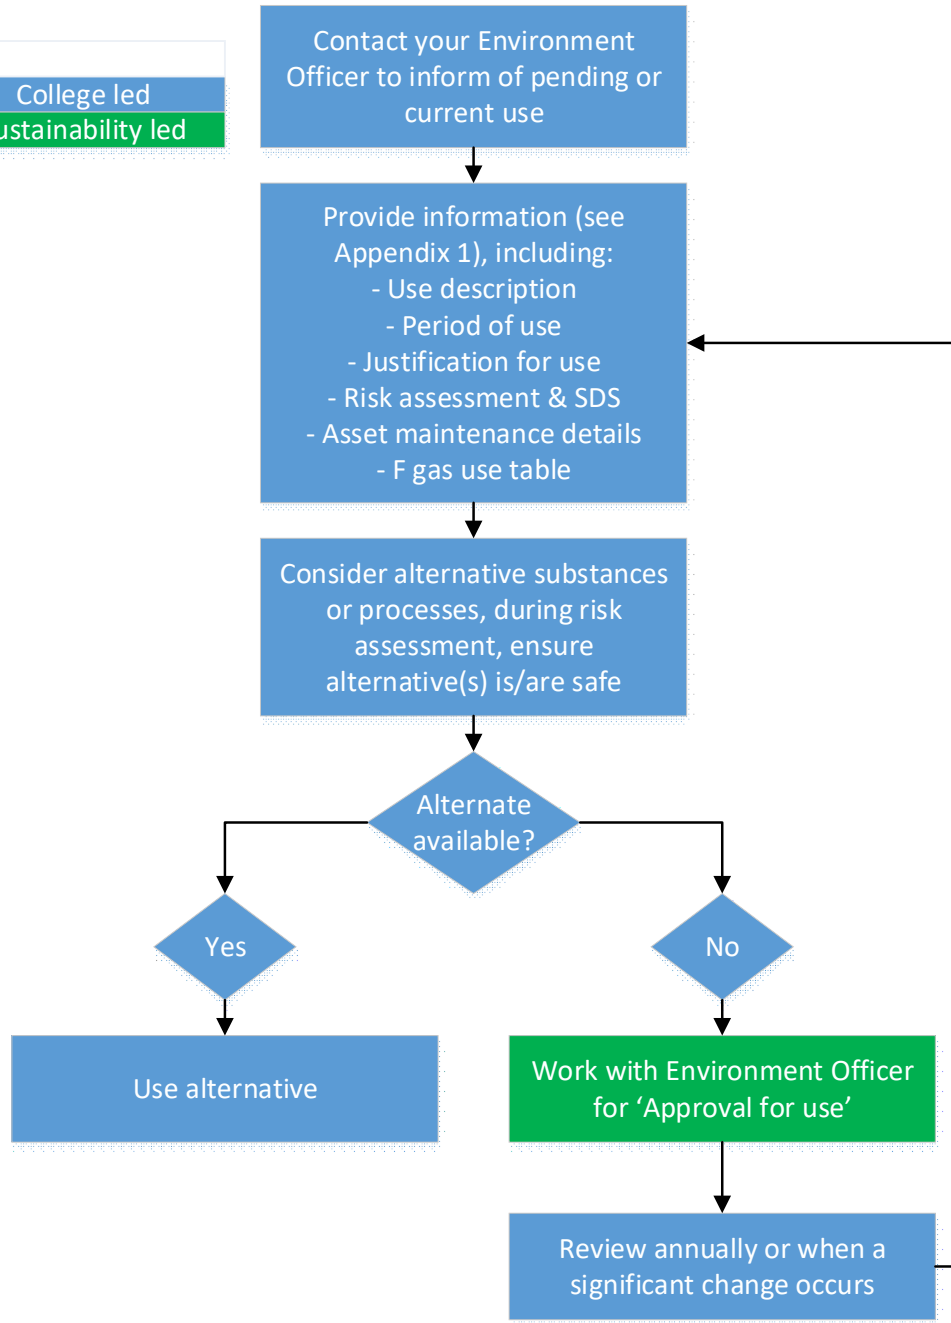 College led
ustainability led
Contact your Environment
Officer to inform of pending or
current use
Provide information (see
Appendix 1), including:
- Use description
- Period of use
- Justification for use
- Risk assessment & SDS
- Asset maintenance details
- F gas use table
Consider alternative substances
or processes, during risk
assessment, ensure
alternative(s) is/are safe
Alternate
available?
Yes
No
Use alternative
Work with Environment Officer
for ‘Approval for use’
Review annually or when a
significant change occurs